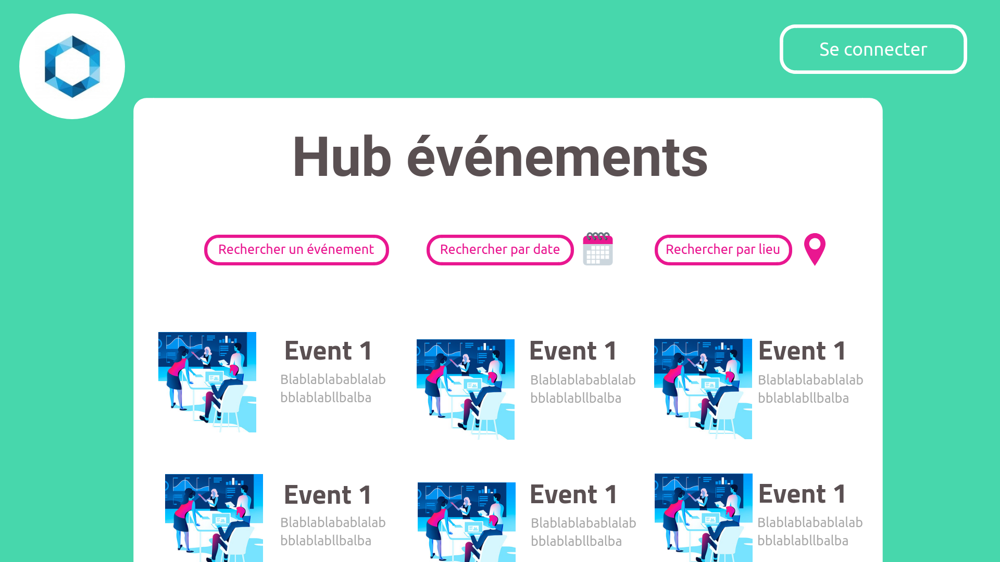 Se connecter
Hub événements
Rechercher un événement
Rechercher par date
Rechercher par lieu
Event 1
Blablablabablalab
bblablabllbalba
Event 1
Blablablabablalab
bblablabllbalba
Event 1
Blablablabablalab
bblablabllbalba
Event 1
Blablablabablalab
bblablabllbalba
Event 1
Blablablabablalab
bblablabllbalba
Event 1
Blablablabablalab
bblablabllbalba